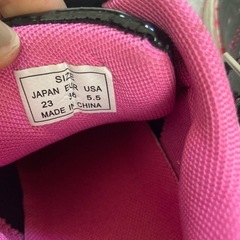 SIZE
JAPAN EUR USA
23 36 5.5
MADE IN CHINA